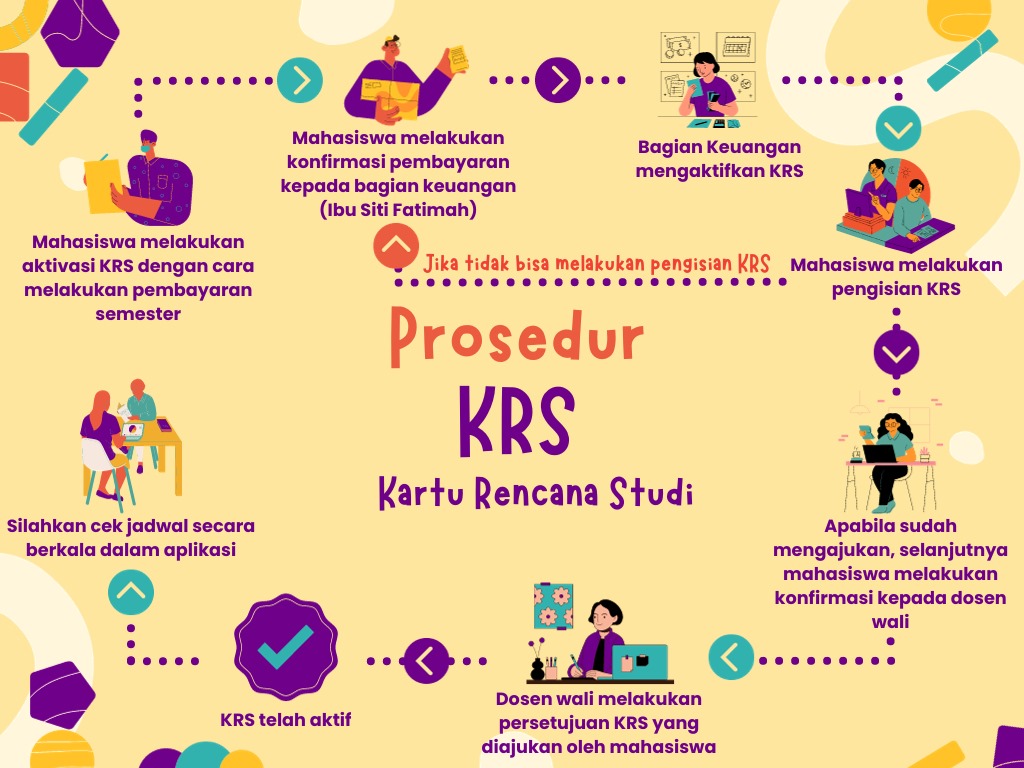 Mahasiswa melakukan
aktivasi KRS dengan cara
melakukan pembayaran
semester
Mahasiswa melakukan
konfirmasi pembayaran
kepada bagian keuangan
(Ibu Siti Fatimah)
Bagian Keuangan
mengaktifkan KRS
Mahasiswa melakukan
pengisian KRS
Jika tidak bisa melakukan pengisian KRS
Prosedur
KRS
Kartu Rencana Studi
Apabila sudah
mengajukan, selanjutnya
mahasiswa melakukan
konfirmasi kepada dosen
wali
Dosen wali melakukan
persetujuan KRS yang
diajukan oleh mahasiswa
KRS telah aktif
Silahkan cek jadwal secara
berkala dalam aplikasi